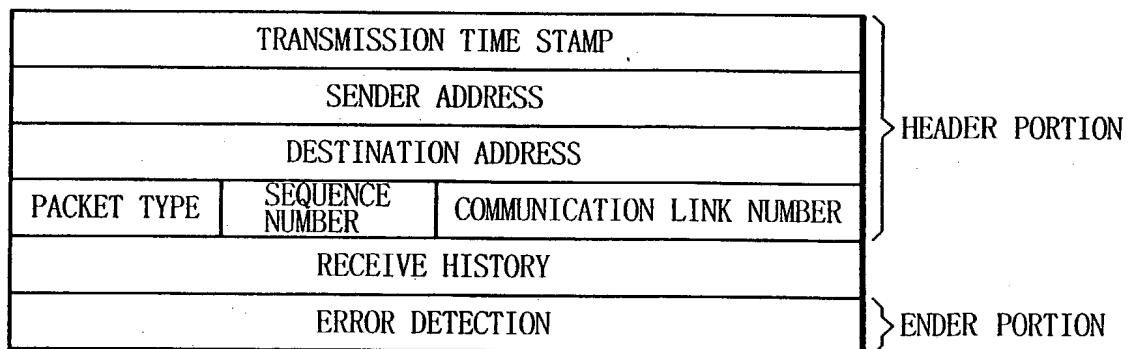 TRANSMISSION TIME STAMP
SENDER ADDRESS
DESTINATION ADDRESS
HEADER PORTION
PACKET TYPE
SEQUENCE
NUMBER
COMMUNICATION LINK NUMBER
RECEIVE HISTORY
ERROR DETECTION
ENDER PORTION